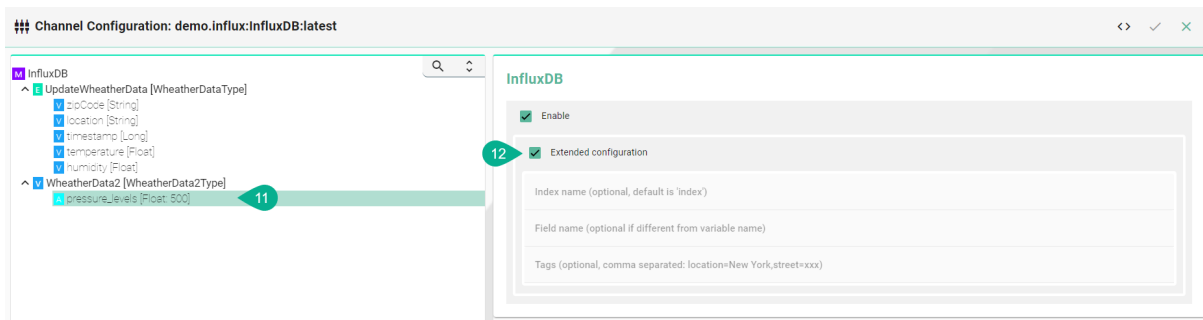 Channel Configuration: demo.influx:InfluxDB:latest
M InfluxDB
E UpdateWheatherData [WheatherDataType]
V zipCode [String]
V location [String]
V timestamp [Long]
V temperature [Float]
V humidity [Float]
V WheatherData2 [WheatherData2Type]
A pressure_levels [Float: 500]
11
InfluxDB
Enable
12
Extended configuration
Index name (optional, default is 'index')
Field name (optional if different from variable name)
Tags (optional, comma separated: location=New York,street=xxx)